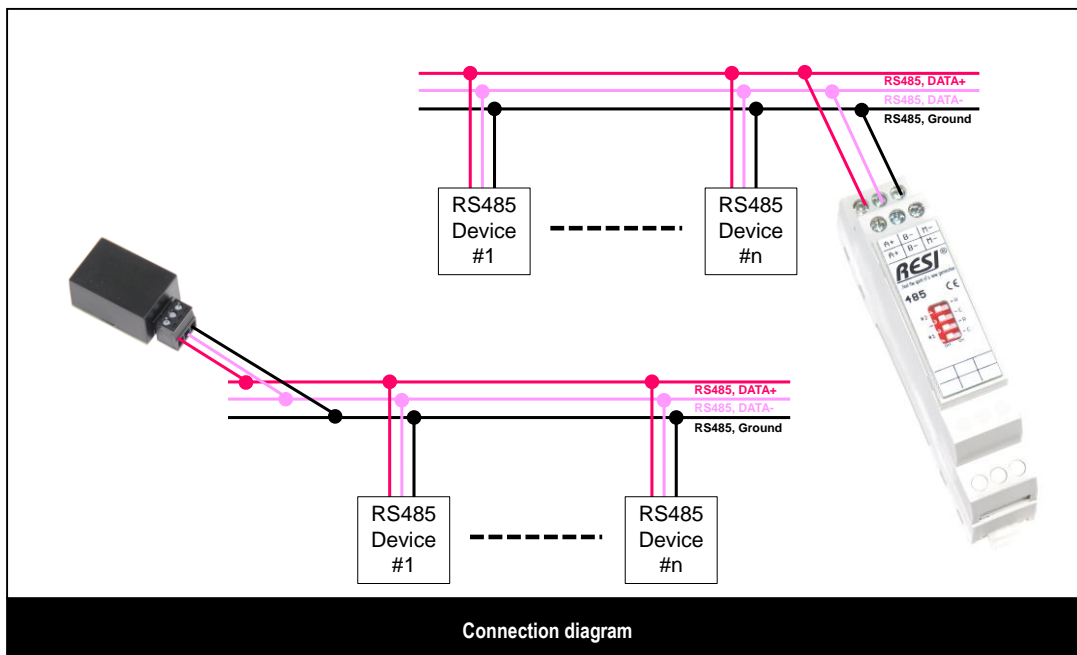 RS485, DATA+
RS485, DATA-
RS485, Ground
RS485
Device
#1
RS485
Device
#n
A+ B- M-
A+ B- M-
RESI®
485 CE
RS485, DATA+
RS485, DATA-
RS485, Ground
RS485
Device
#1
RS485
Device
#n
Connection diagram